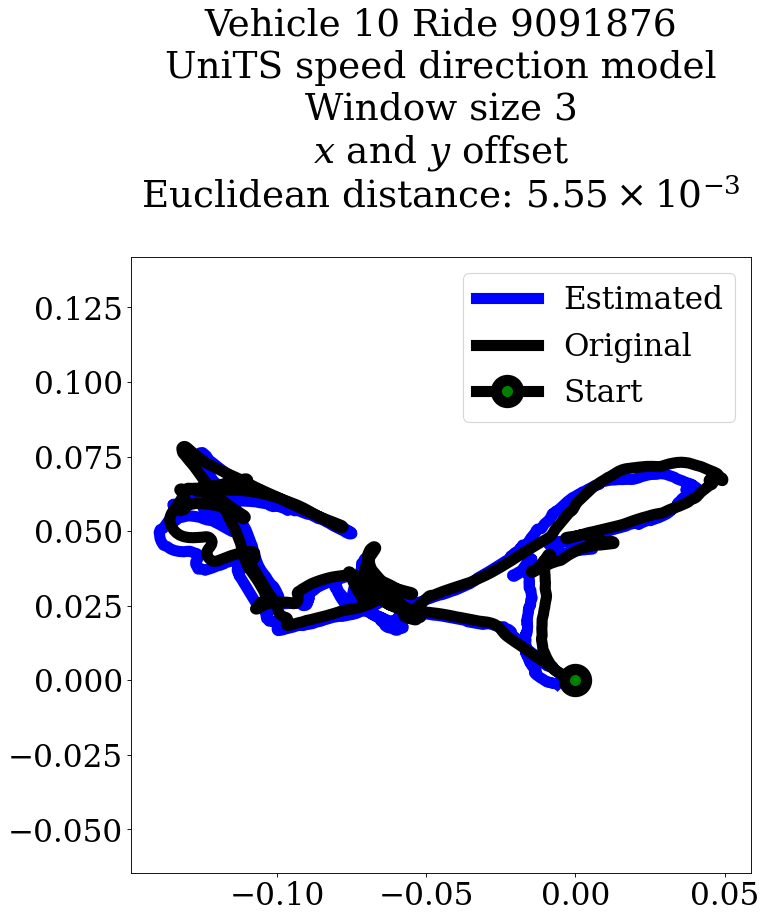 Vehicle 10 Ride 9091876
UniTS speed direction model
Window size 3
x and y offset
Euclidean distance: 5.55 × 10⁻³
Estimated
Original
Start
0.125
0.100
0.075
0.050
0.025
0.000
−0.025
−0.050
−0.10 −0.05 0.00 0.05